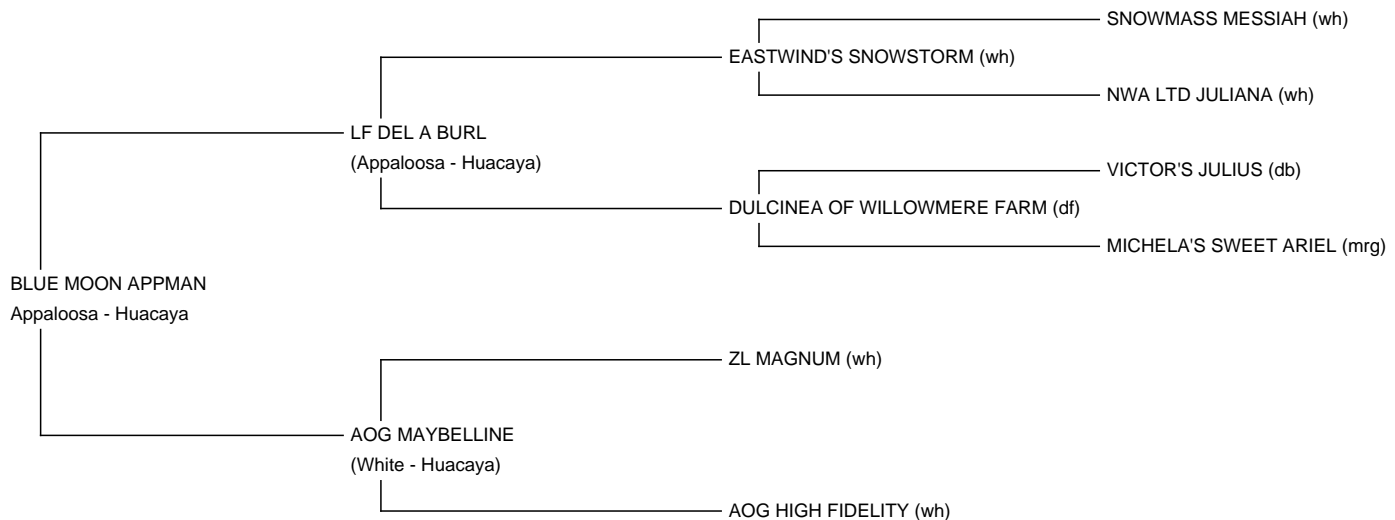 SNOWMASS MESSIAH (wh)
EASTWIND'S SNOWSTORM (wh)
NWA LTD JULIANA (wh)
LF DEL A BURL
(Appaloosa - Huacaya)
VICTOR'S JULIUS (db)
DULCINEA OF WILLOWMERE FARM (df)
MICHELA'S SWEET ARIEL (mrg)
BLUE MOON APPMAN
Appaloosa - Huacaya
ZL MAGNUM (wh)
AOG MAYBELLINE
(White - Huacaya)
AOG HIGH FIDELITY (wh)